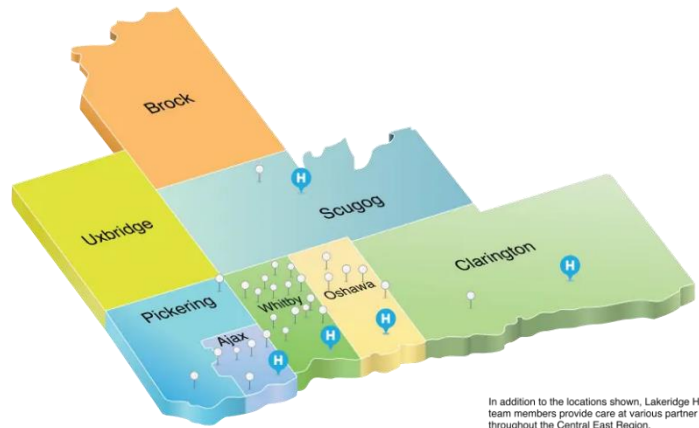 Brock
H
Scugog
Uxbridge
Clarington
H
Pickering
Whitby
Oshawa
Ajax
H
H
H
In addition to the locations shown, Lakeridge H
team members provide care at various partner
throughout the Central East Region.